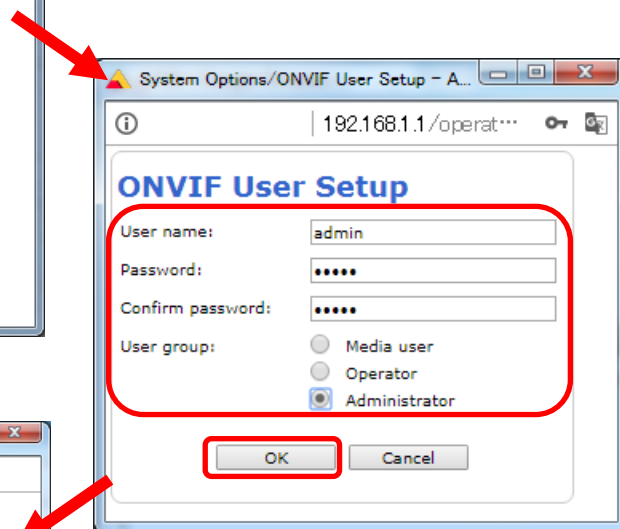 System Options/ONVIF User Setup - A...
192.168.1.1/operat···
ONVIF User Setup
User name: admin
Password: •••••
Confirm password: •••••
User group: Media user
Operator
Administrator
OK Cancel